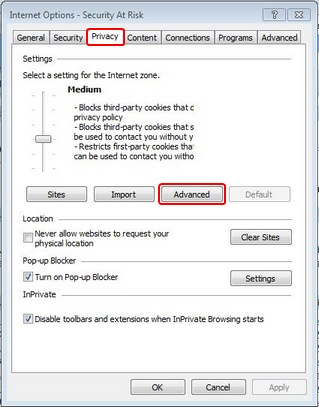 Internet Options - Security At Risk
General Security Privacy Content Connections Programs Advanced
Settings
Select a setting for the Internet zone.
Medium
- Blocks third-party cookies that c
privacy policy
- Blocks third-party cookies that s
be used to contact you without y
- Restricts first-party cookies that
can be used to contact you witho
Sites Import Advanced Default
Location
Never allow websites to request your
physical location
Clear Sites
Pop-up Blocker
Turn on Pop-up Blocker
Settings
InPrivate
Disable toolbars and extensions when InPrivate Browsing starts
OK Cancel Apply